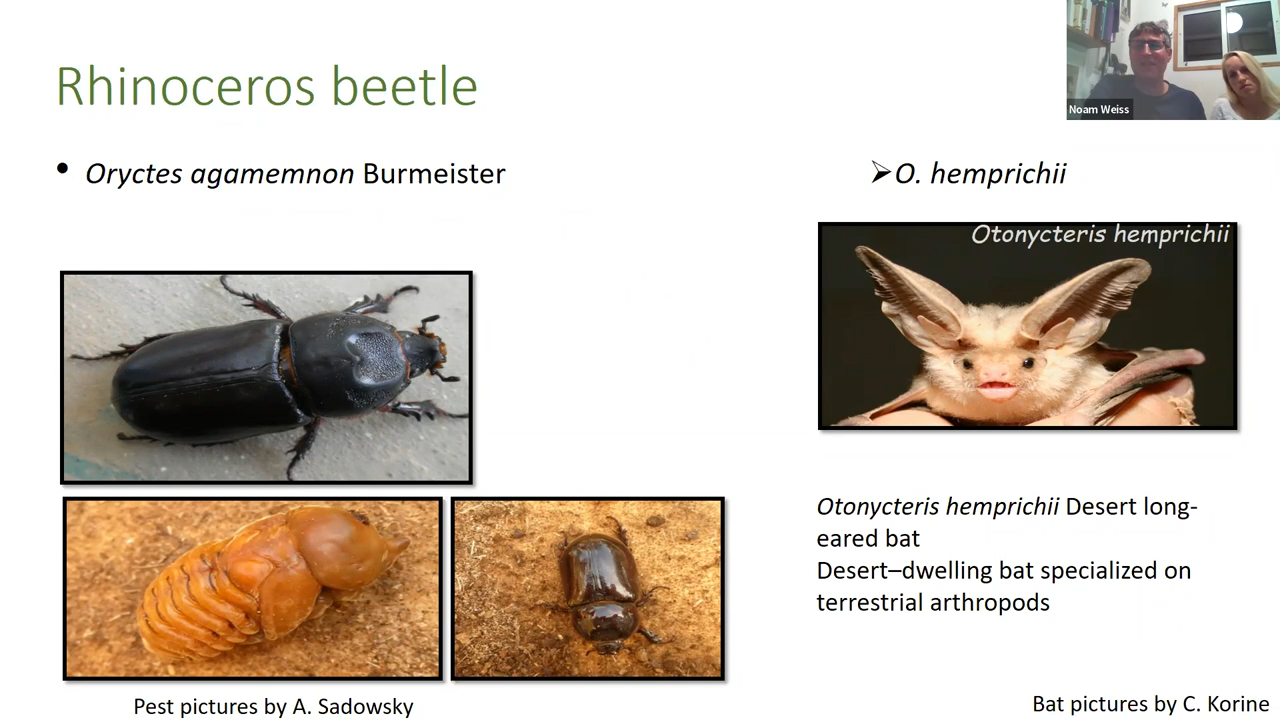 Rhinoceros beetle
Noam Weiss
• Oryctes agamemnon Burmeister
➢O. hemprichii
Otonycteris hemprichii
Otonycteris hemprichii Desert long-
eared bat
Desert–dwelling bat specialized on
terrestrial arthropods
Pest pictures by A. Sadowsky
Bat pictures by C. Korine